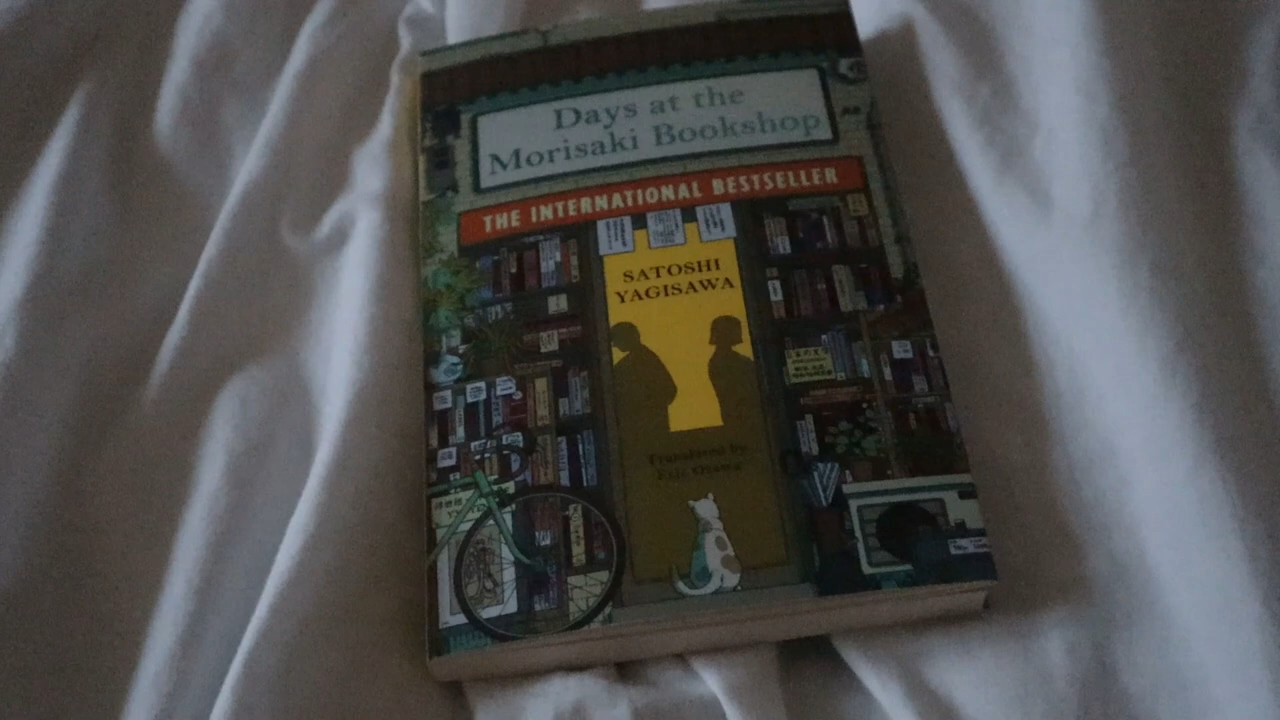 Days at the
Morisaki Bookshop
THE INTERNATIONAL BESTSELLER
SATOSHI
YAGISAWA
Translated by
Eric Ozawa